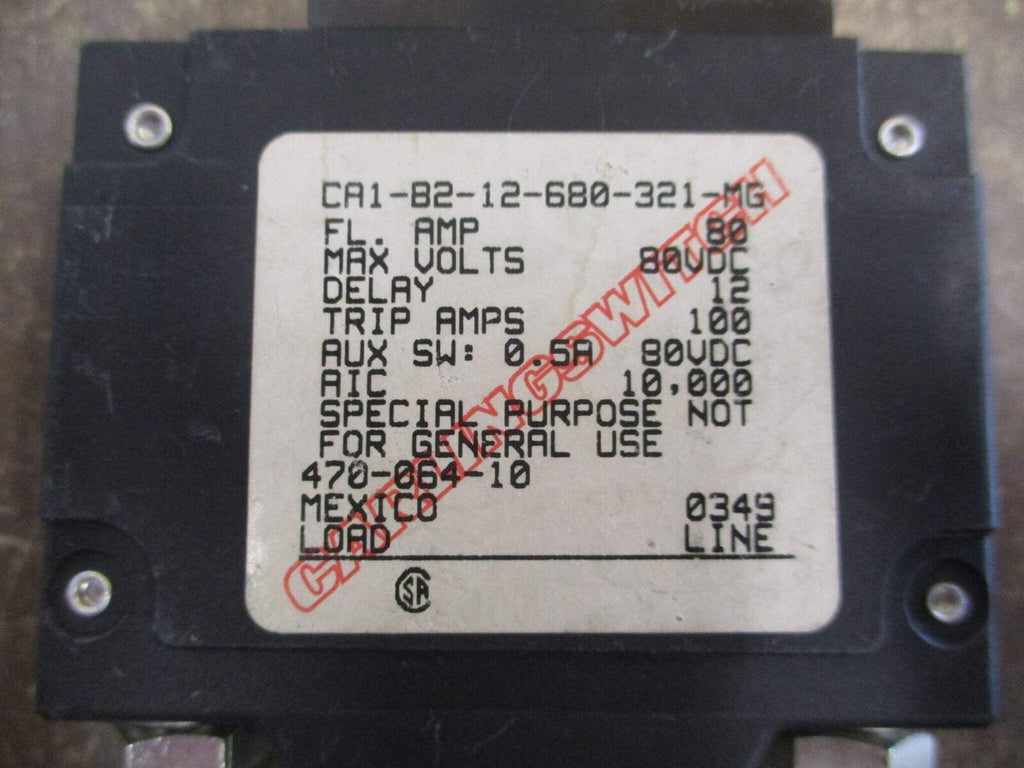 CA1-B2-12-680-321-MG
FL. AMP 80
MAX VOLTS 80VDC
DELAY 12
TRIP AMPS 100
AUX SW: 0.5A 80VDC
AIC 10,000
SPECIAL PURPOSE NOT
FOR GENERAL USE
470-064-10
MEXICO 0349
LOAD LINE
CARLINGSWITCH
SA